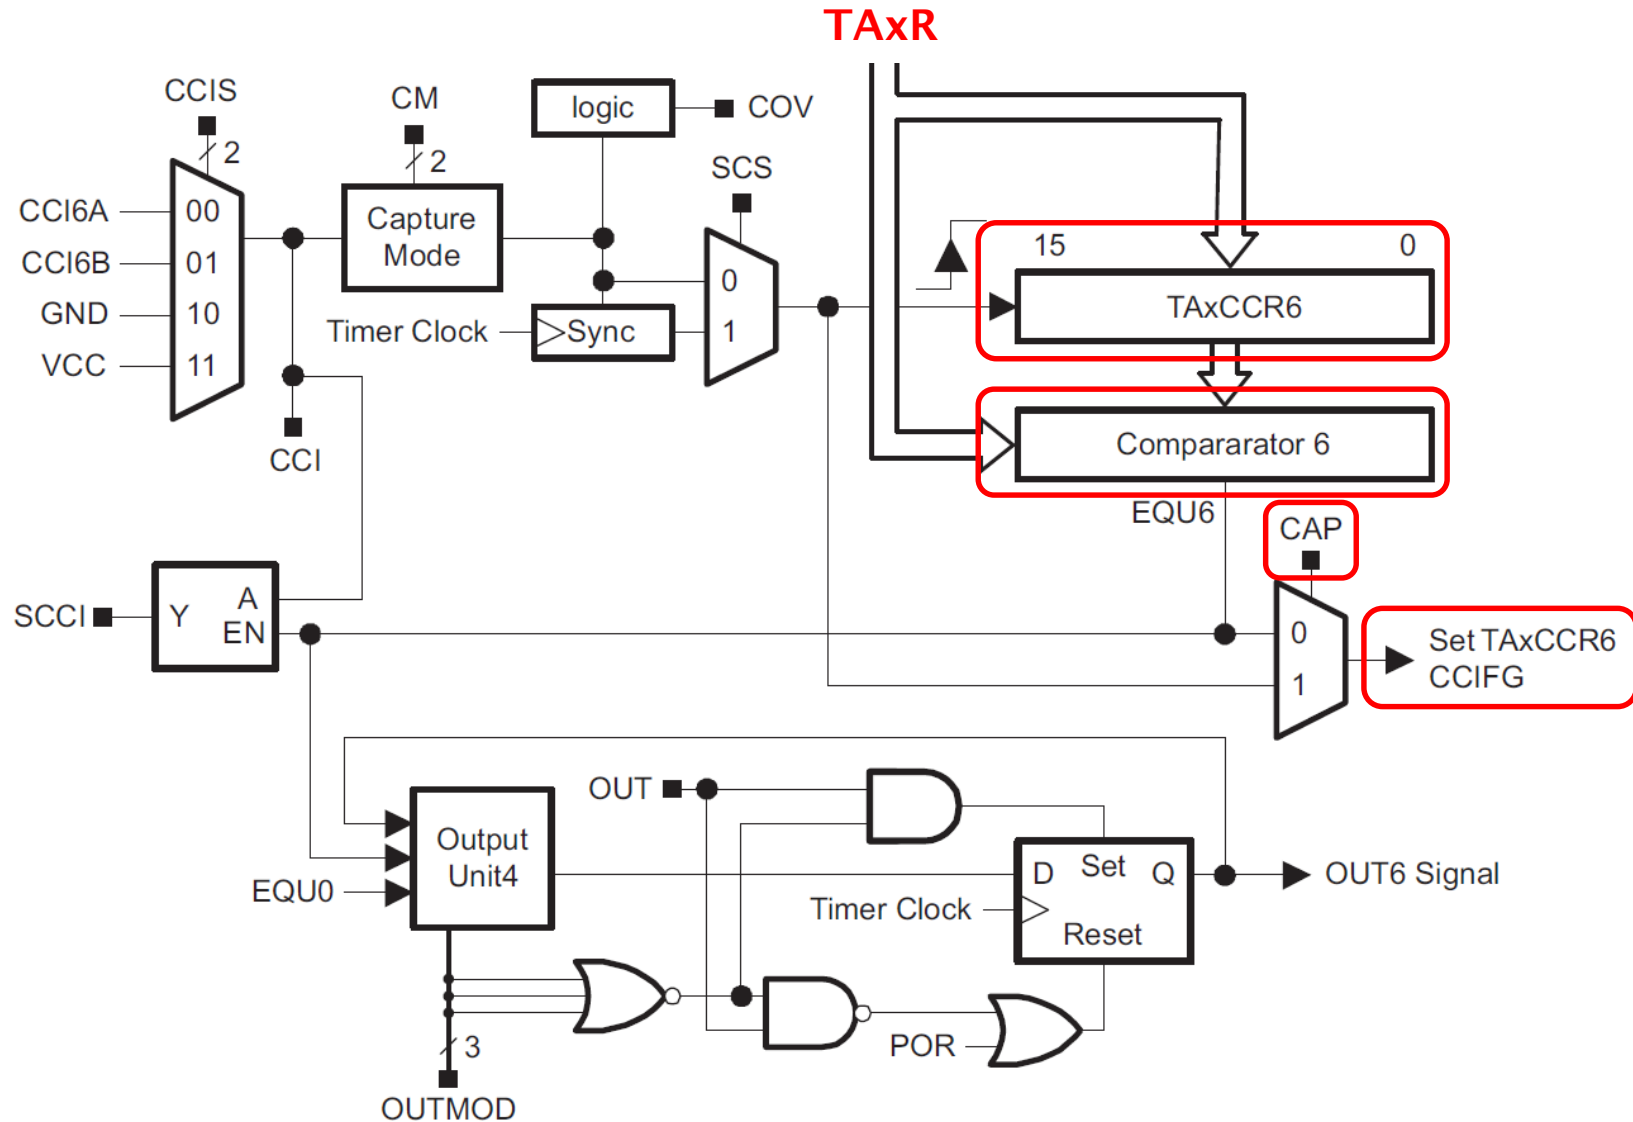 TAxR
CCIS
2
CM
2
logic
COV
SCS
CCI6A
00
CCI6B
01
GND
10
VCC
11
Capture
Mode
Timer Clock
Sync
0
1
15
0
TAxCCR6
Compararator 6
EQU6
CAP
CCI
SCCI
Y
A
EN
0
1
Set TAxCCR6
CCIFG
OUT
Output
Unit4
EQU0
D
Set
Q
Timer Clock
Reset
OUT6 Signal
POR
3
OUTMOD